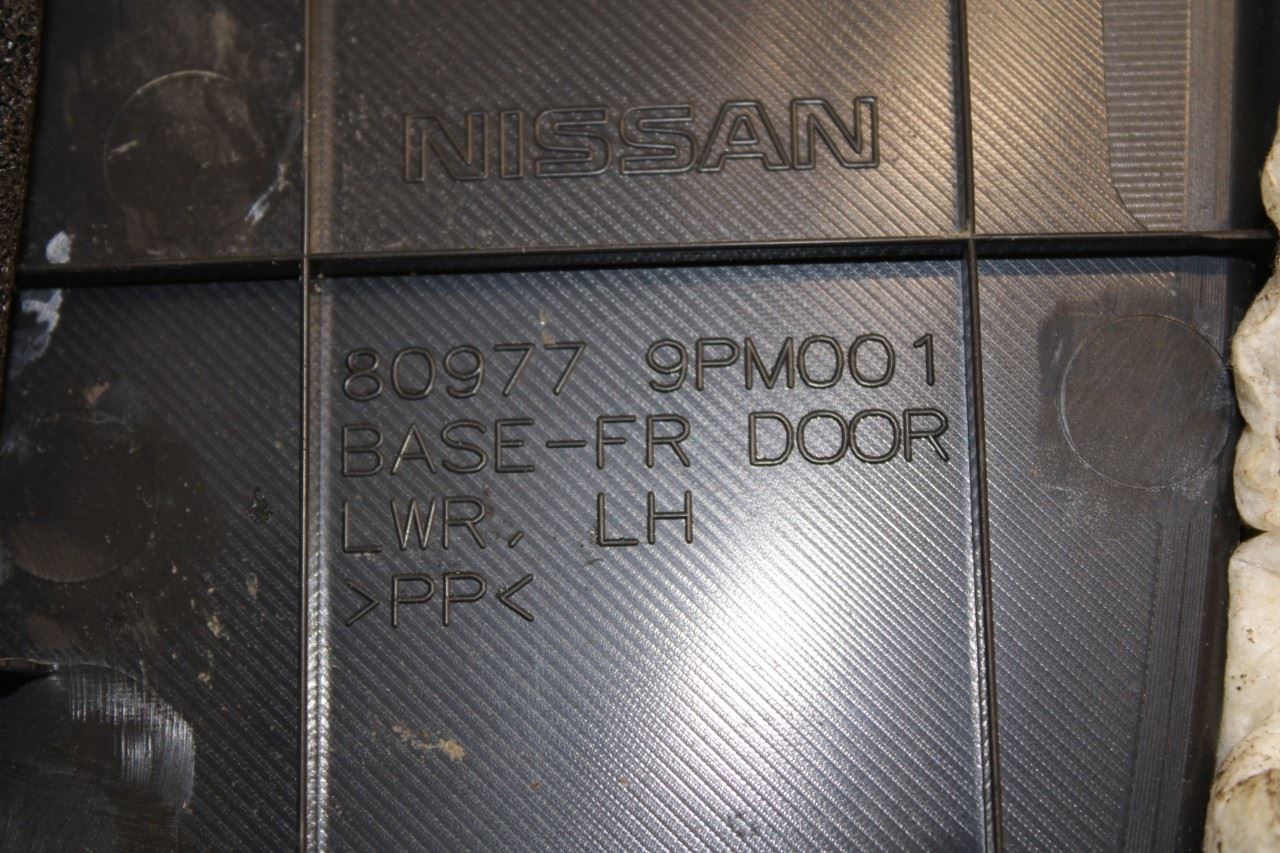 NISSAN
80977 9PM001
BASE-FR DOOR
LWR, LH
>PP<